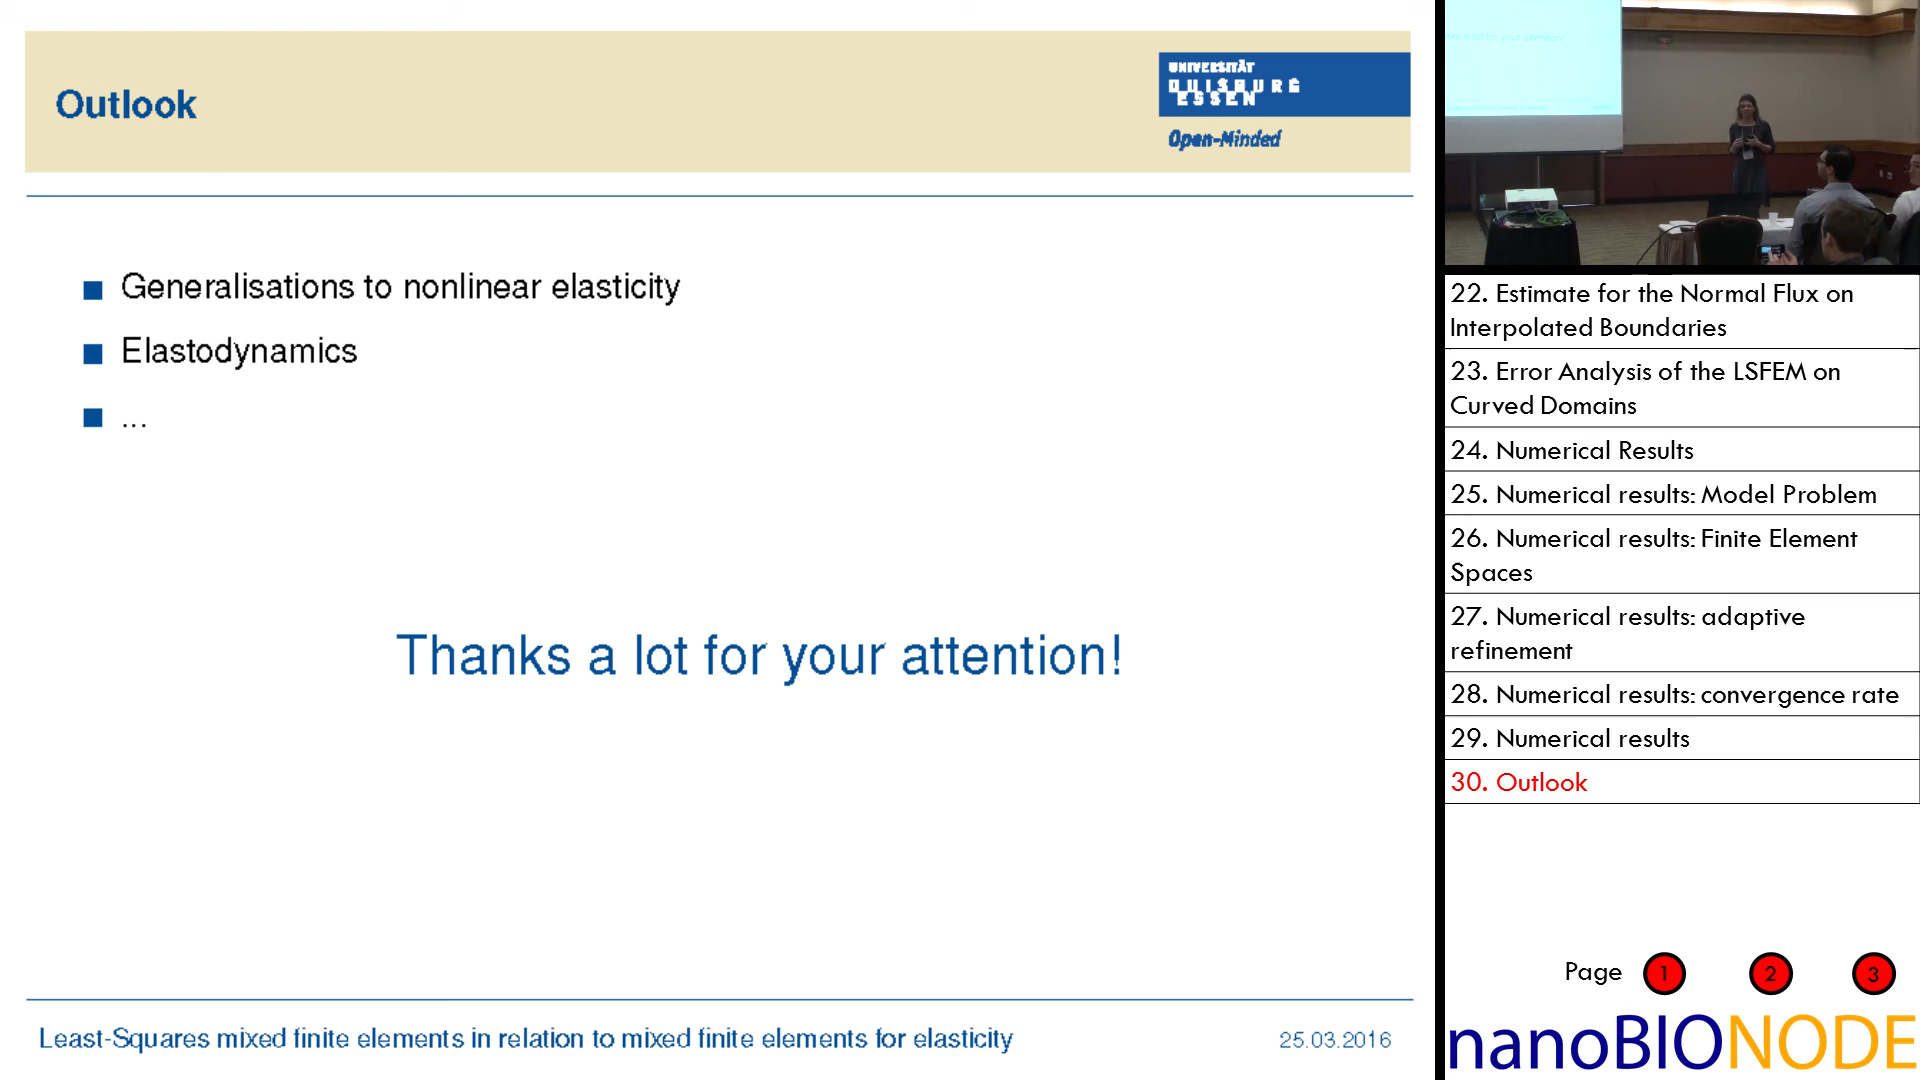 Outlook
UNIVERSITÄT
DUISBURG
ESSEN
Open-Minded
Generalisations to nonlinear elasticity
Elastodynamics
...
Thanks a lot for your attention!
Least-Squares mixed finite elements in relation to mixed finite elements for elasticity
25.03.2016
a lot for your attention!
22. Estimate for the Normal Flux on
Interpolated Boundaries
23. Error Analysis of the LSFEM on
Curved Domains
24. Numerical Results
25. Numerical results: Model Problem
26. Numerical results: Finite Element
Spaces
27. Numerical results: adaptive
refinement
28. Numerical results: convergence rate
29. Numerical results
30. Outlook
Page 1 2 3
nanoBIONODE